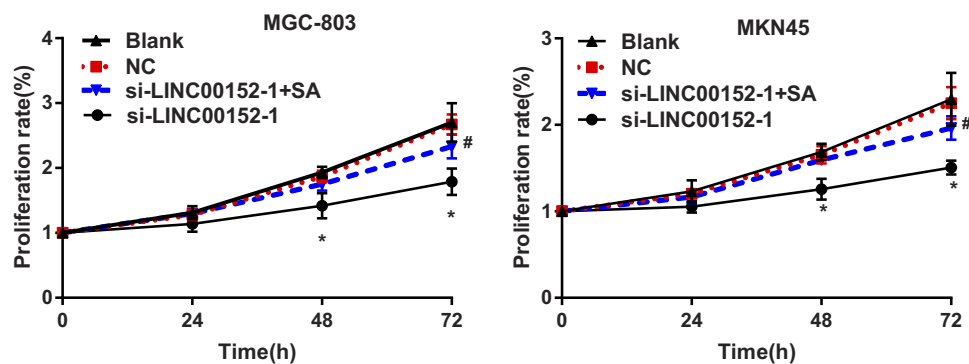 MGC-803
Proliferation rate(%)
4
3
2
1
0
Blank
NC
si-LINC00152-1+SA
si-LINC00152-1
#
*
*
0 24 48 72
Time(h)
MKN45
Proliferation rate(%)
3
2
1
0
Blank
NC
si-LINC00152-1+SA
si-LINC00152-1
#
*
*
0 24 48 72
Time(h)